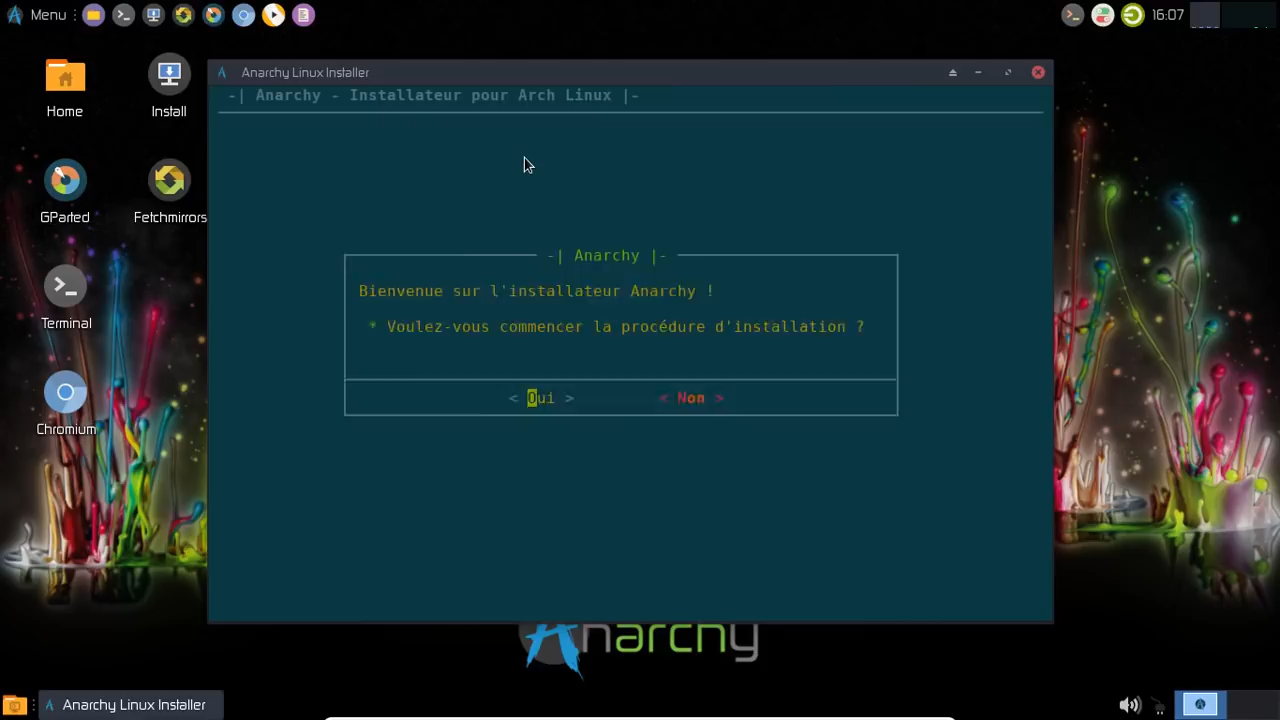 Menu
16:07
Home
Install
GParted
Fetchmirrors
Terminal
Chromium
Anarchy Linux Installer
-| Anarchy - Installateur pour Arch Linux |-
-| Anarchy |-
Bienvenue sur l'installateur Anarchy !
* Voulez-vous commencer la procédure d'installation ?
< Oui > < Non >
Anarchy
Anarchy Linux Installer